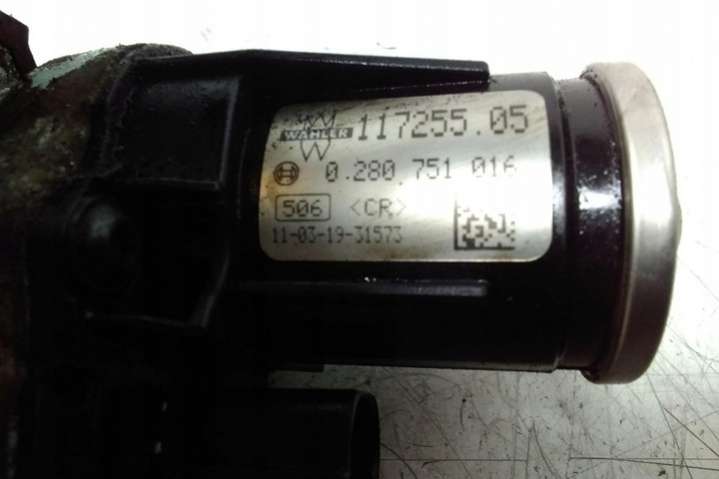 WAHLER 117255.05
0.280 751 016
506 <CR>
11-03-19-31573